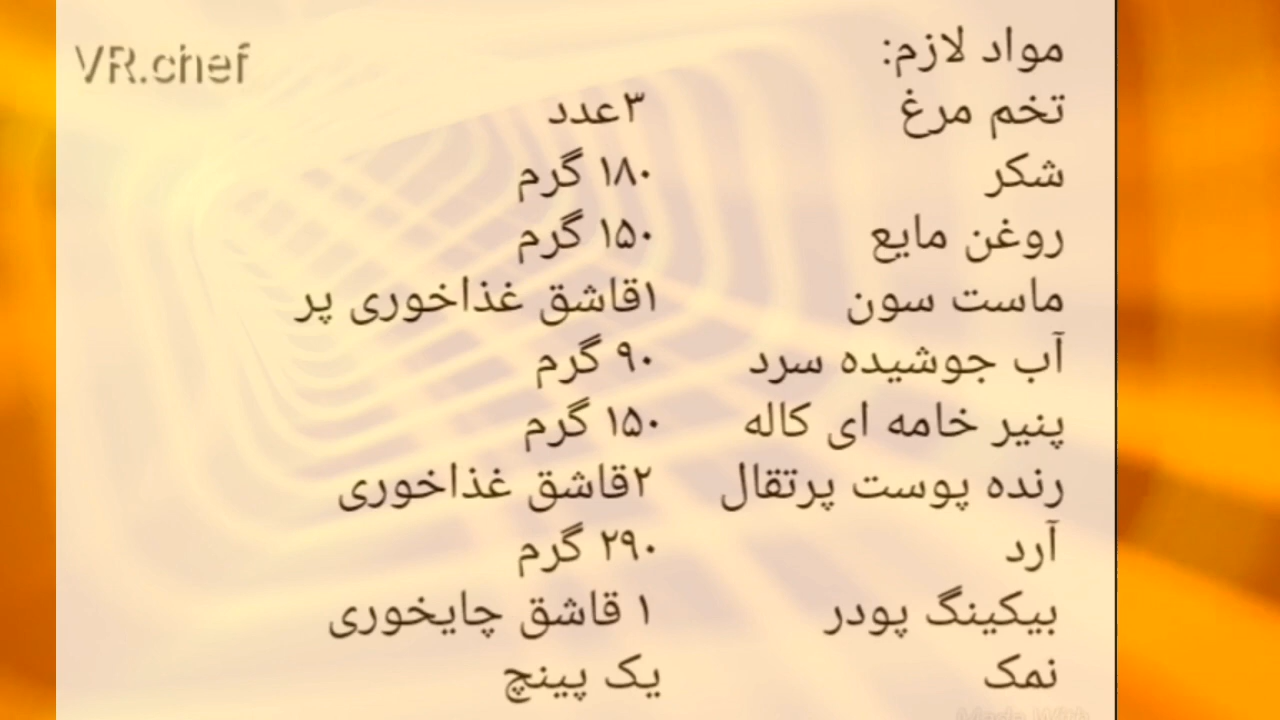 VR.chef
مواد لازم:
تخم مرغ ۳عدد
شکر ۱۸۰ گرم
روغن مایع ۱۵۰ گرم
ماست سون ۱قاشق غذاخوری پر
آب جوشیده سرد ۹۰ گرم
پنیر خامه ای کاله ۱۵۰ گرم
رنده پوست پرتقال ۲قاشق غذاخوری
آرد ۲۹۰ گرم
بیکینگ پودر ۱ قاشق چایخوری
نمک یک پینچ
Made With